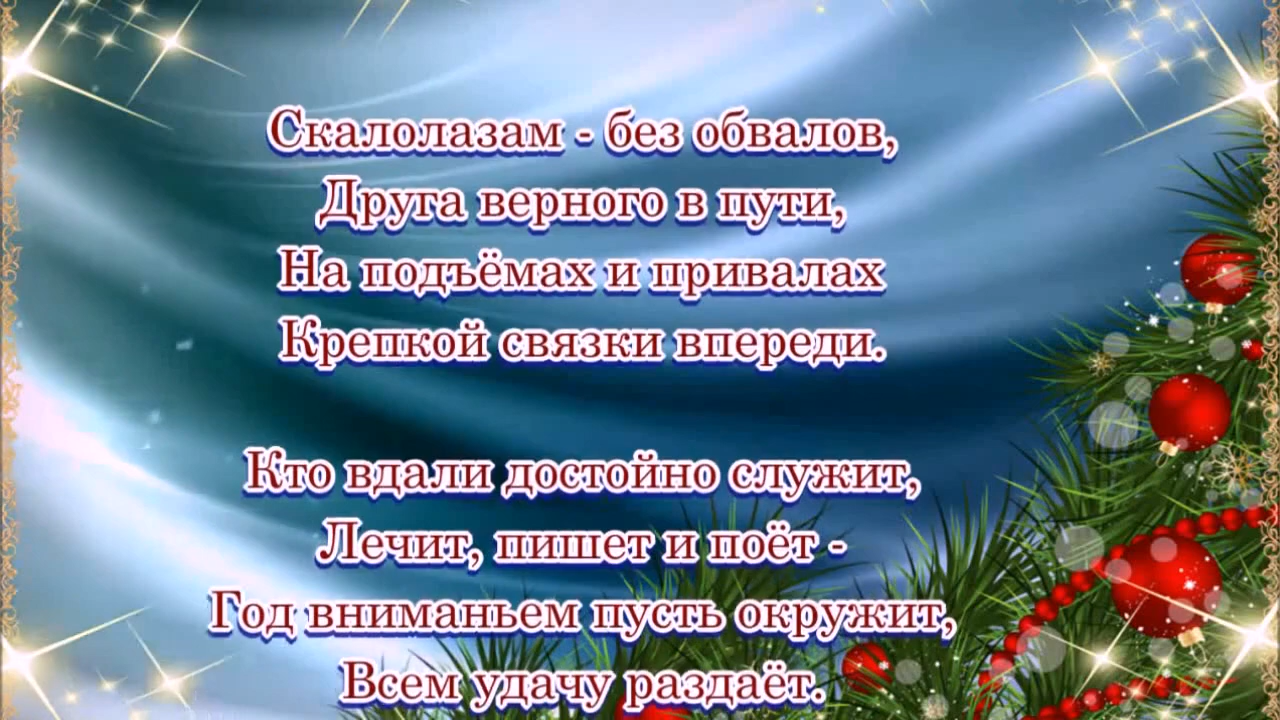 Скалолазам - без обвалов,
Друга верного в пути,
На подъёмах и привалах
Крепкой связки впереди.
Кто вдали достойно служит,
Лечит, пишет и поёт -
Год вниманьем пусть окружит,
Всем удачу раздаёт.